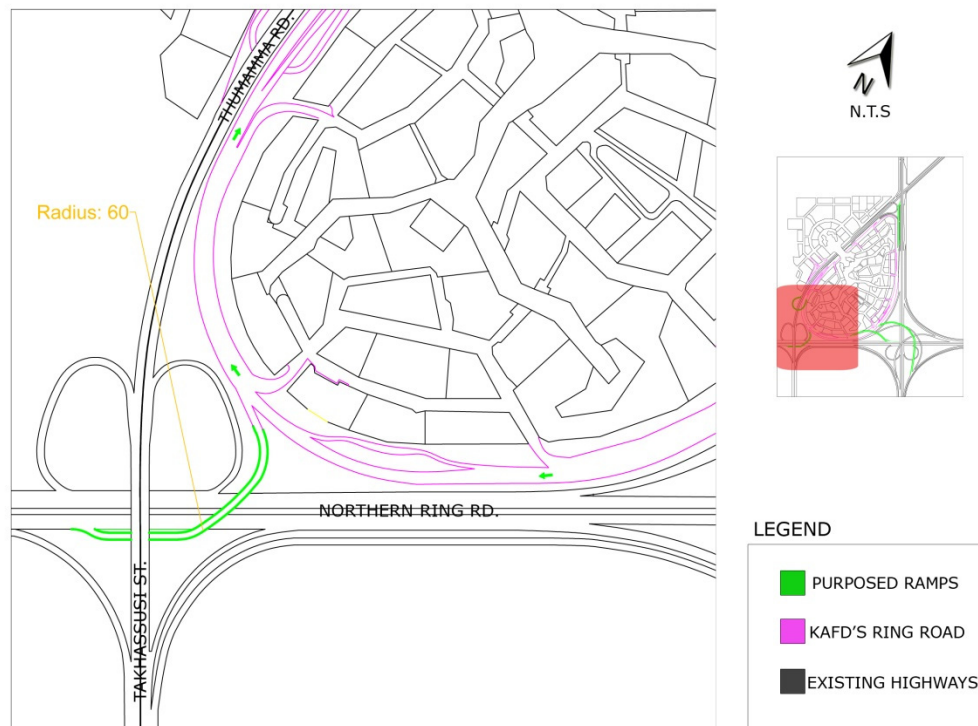 THUMAMMA RD.
N
N.T.S
Radius: 60
NORTHERN RING RD.
TAKHASSUSI ST.
LEGEND
PURPOSED RAMPS
KAFD'S RING ROAD
EXISTING HIGHWAYS